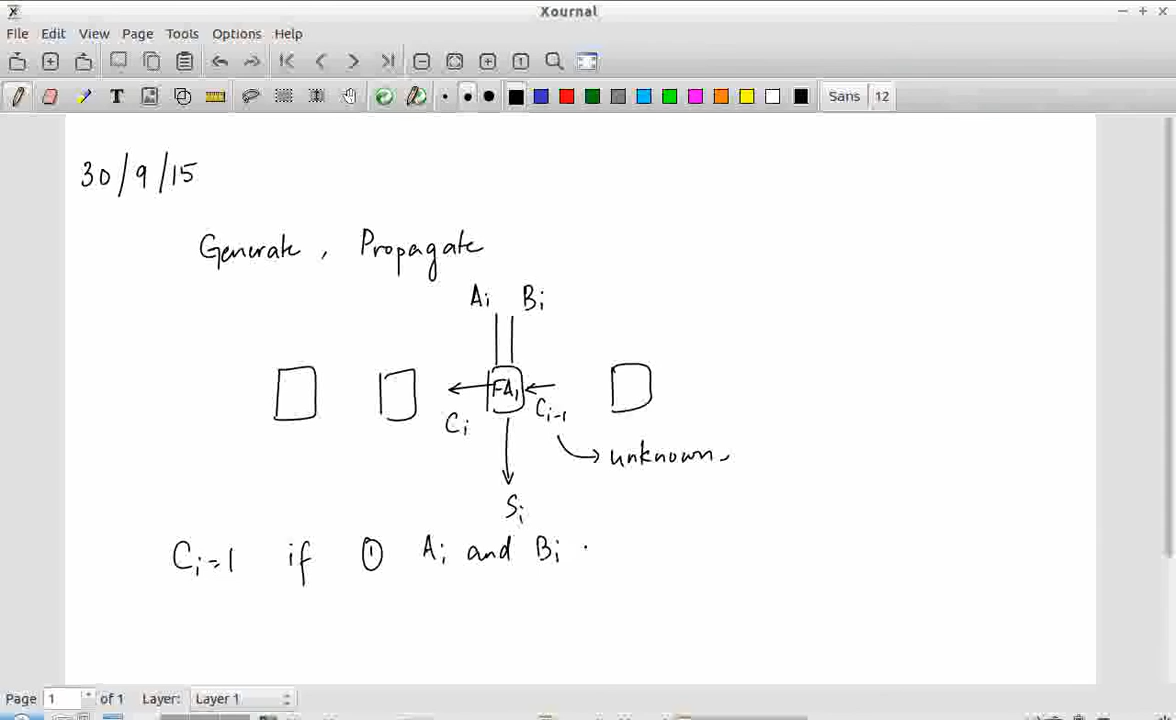 Xournal
File Edit View Page Tools Options Help
Sans 12
30/9/15
Generate, Propagate
Ai Bi
FAi
Ci Ci-1
unknown
Si
Ci=1 if ① Ai and Bi
Page 1 of 1 Layer: Layer 1